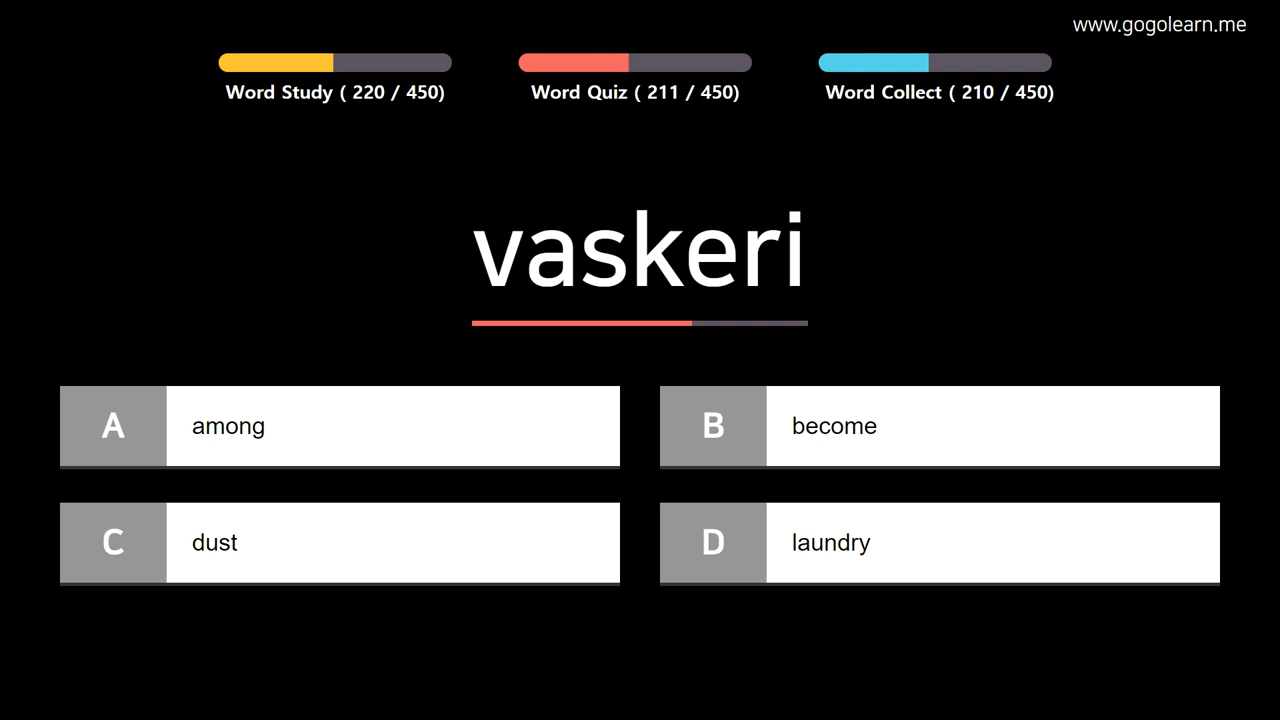 www.gogolearn.me
Word Study ( 220 / 450)
Word Quiz ( 211 / 450)
Word Collect ( 210 / 450)
vaskeri
A among
B become
C dust
D laundry